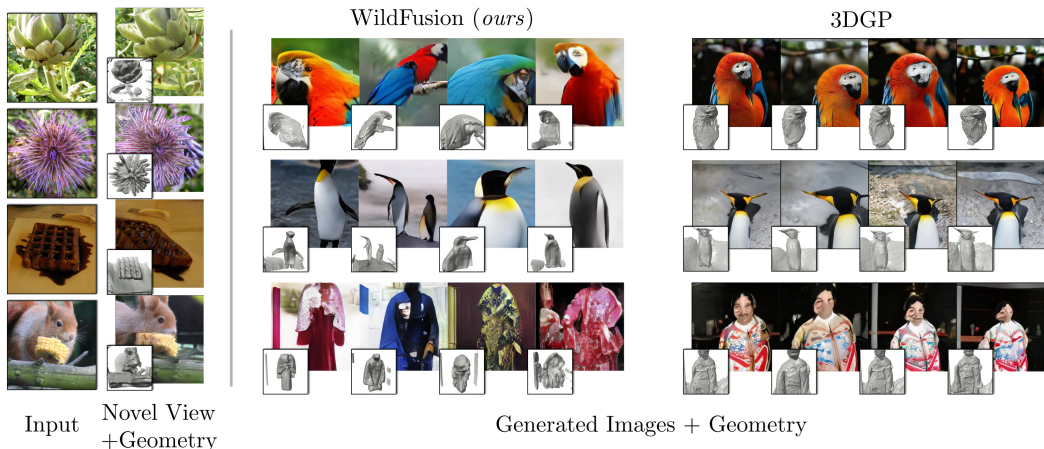 WildFusion (ours)
3DGP
Input
Novel View
+Geometry
Generated Images + Geometry